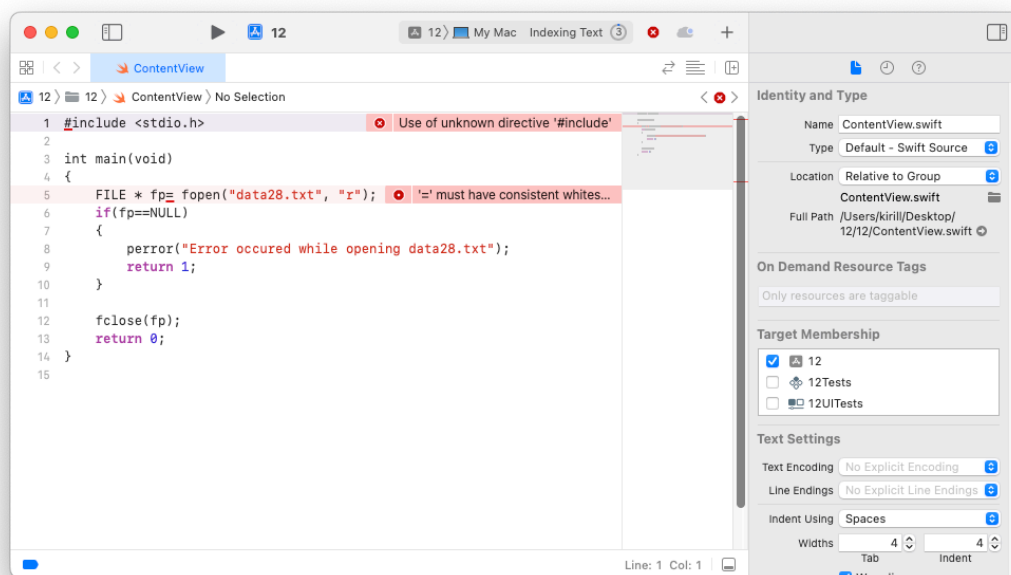 12
12 〉 My Mac Indexing Text 3
ContentView
12 〉 12 〉 ContentView 〉 No Selection
1 #include <stdio.h>
Use of unknown directive '#include'
2
3 int main(void)
4 {
5     FILE * fp= fopen("data28.txt", "r");
'=' must have consistent whites...
6     if(fp==NULL)
7     {
8         perror("Error occured while opening data28.txt");
9         return 1;
10     }
11
12     fclose(fp);
13     return 0;
14 }
15
Line: 1 Col: 1
Identity and Type
Name ContentView.swift
Type Default - Swift Source
Location Relative to Group
ContentView.swift
Full Path /Users/kirill/Desktop/
12/12/ContentView.swift
On Demand Resource Tags
Only resources are taggable
Target Membership
12
12Tests
12UITests
Text Settings
Text Encoding No Explicit Encoding
Line Endings No Explicit Line Endings
Indent Using Spaces
Widths 4 4
Tab Indent